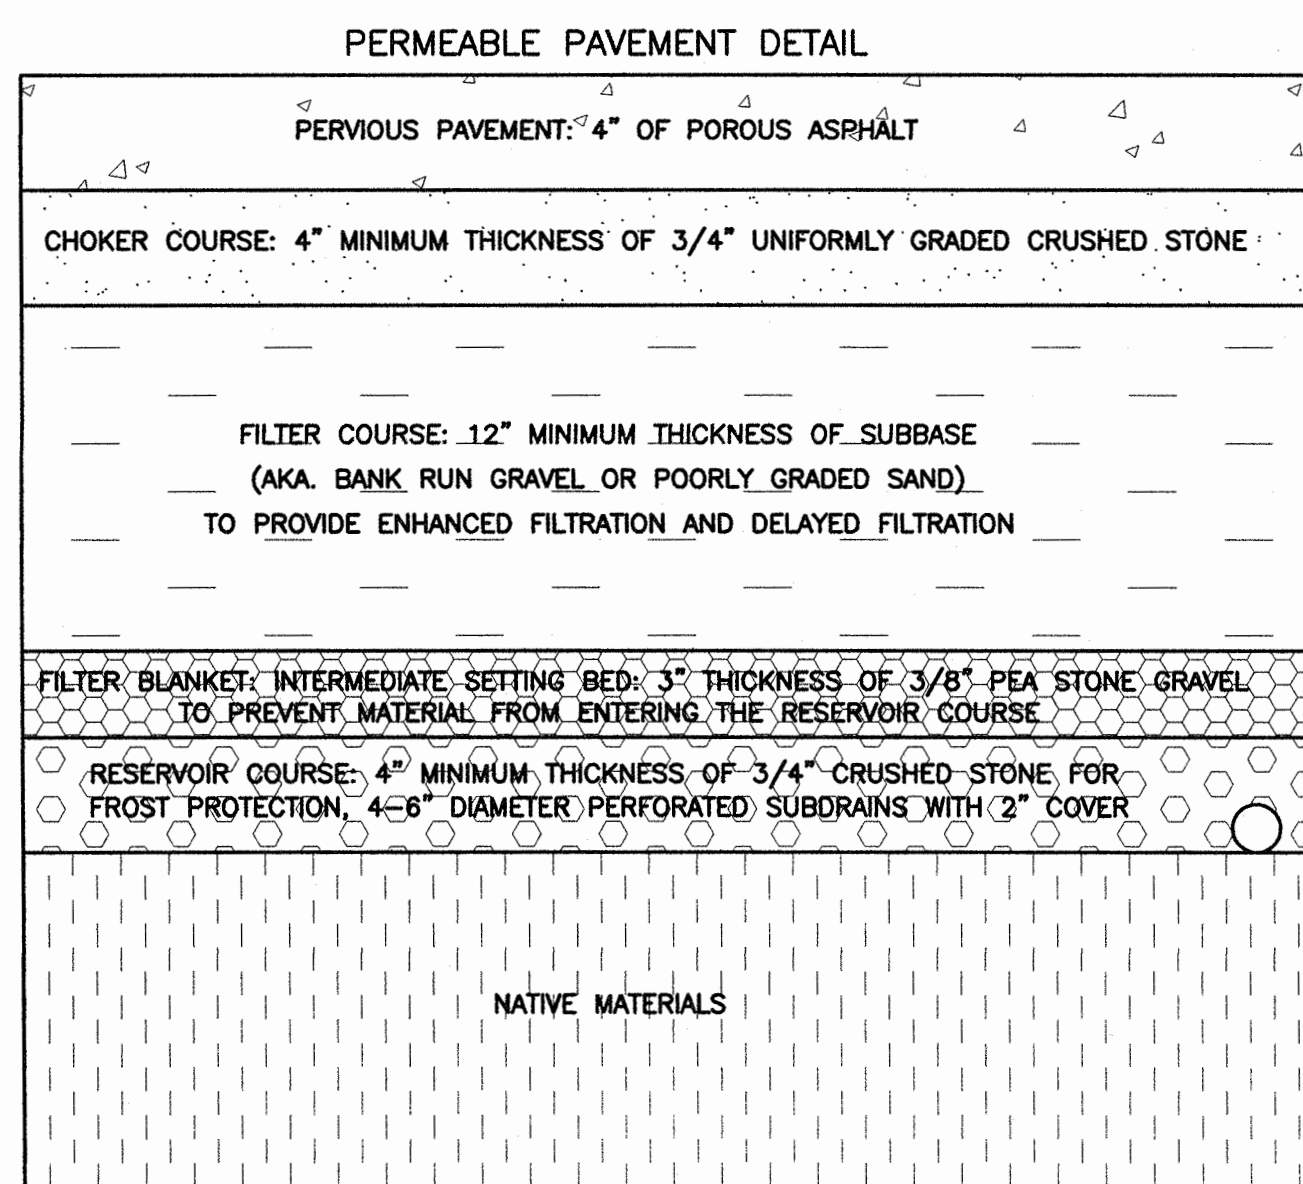 PERMEABLE PAVEMENT DETAIL
PERVIOUS PAVEMENT: 4" OF POROUS ASPHALT
CHOKER COURSE: 4" MINIMUM THICKNESS OF 3/4" UNIFORMLY GRADED CRUSHED STONE
FILTER COURSE: 12" MINIMUM THICKNESS OF SUBBASE
(AKA. BANK RUN GRAVEL OR POORLY GRADED SAND)
TO PROVIDE ENHANCED FILTRATION AND DELAYED FILTRATION
FILTER BLANKET: INTERMEDIATE SETTING BED: 3" THICKNESS OF 3/8" PEA STONE GRAVEL
TO PREVENT MATERIAL FROM ENTERING THE RESERVOIR COURSE
RESERVOIR COURSE: 4" MINIMUM THICKNESS OF 3/4" CRUSHED STONE FOR
FROST PROTECTION, 4-6" DIAMETER PERFORATED SUBDRAINS WITH 2" COVER
NATIVE MATERIALS